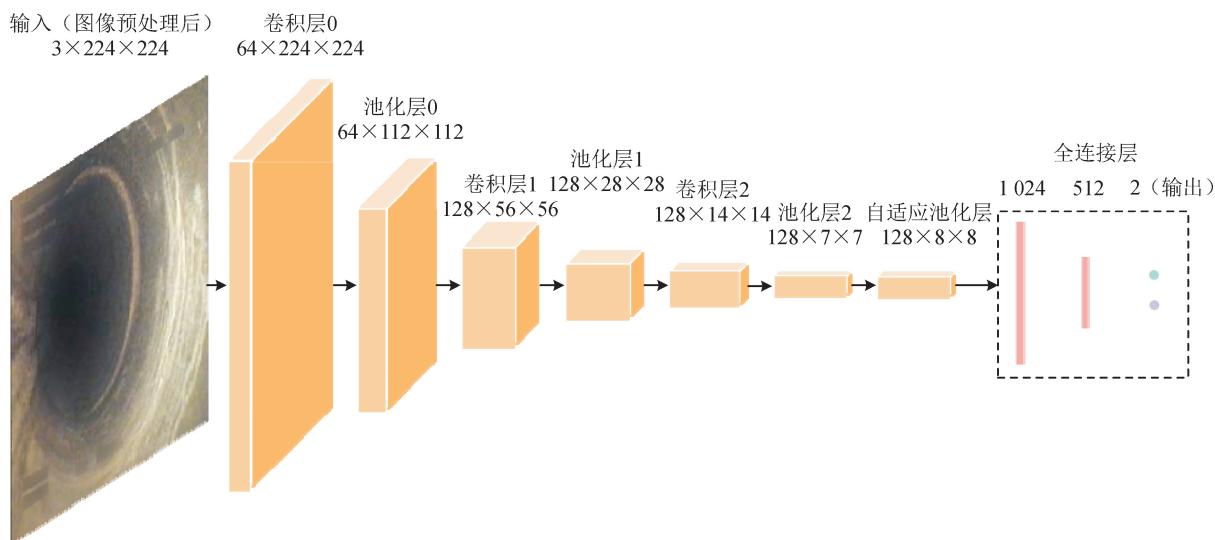 输入（图像预处理后）
3×224×224
卷积层0
64×224×224
池化层0
64×112×112
卷积层1
128×56×56
池化层1
128×28×28
卷积层2
128×14×14
池化层2
128×7×7
自适应池化层
128×8×8
全连接层
1 024 512 2（输出）